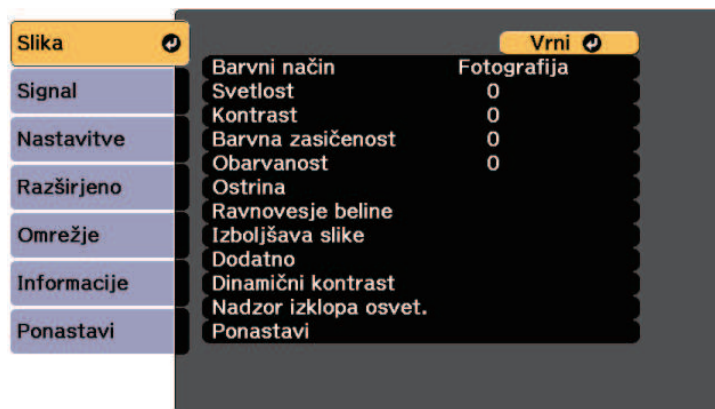 Slika
Signal
Nastavitve
Razširjeno
Omrežje
Informacije
Ponastavi
Vrni
Barvni način Fotografija
Svetlost 0
Kontrast 0
Barvna zasičenost 0
Obarvanost 0
Ostrina
Ravnovesje beline
Izboljšava slike
Dodatno
Dinamični kontrast
Nadzor izklopa osvet.
Ponastavi